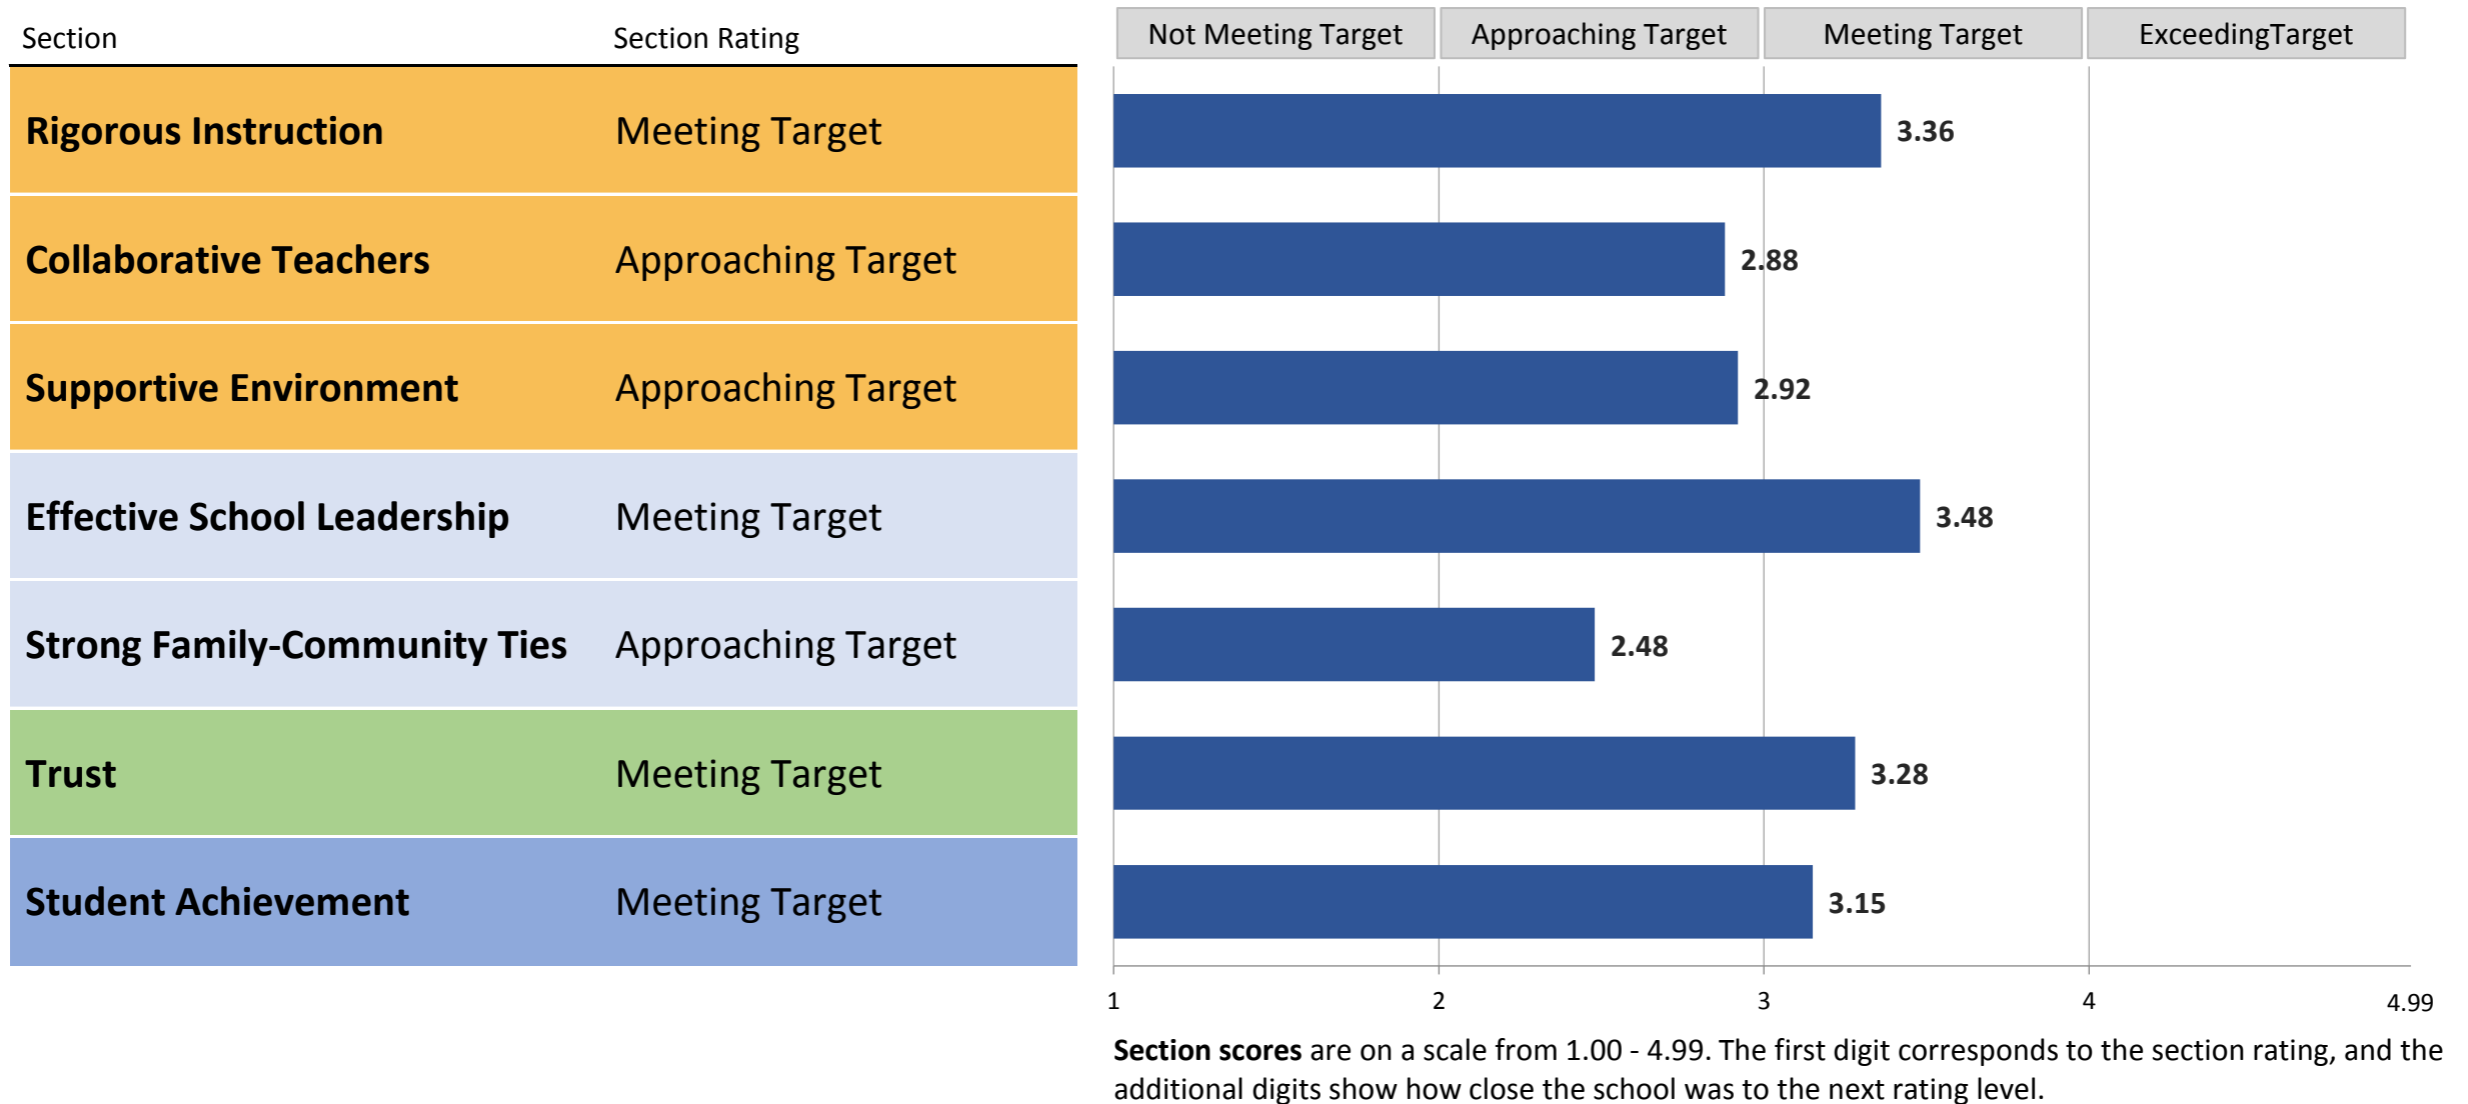 Section Section Rating Not Meeting Target Approaching Target Meeting Target ExceedingTarget
Rigorous Instruction Meeting Target 3.36
Collaborative Teachers Approaching Target 2.88
Supportive Environment Approaching Target 2.92
Effective School Leadership Meeting Target 3.48
Strong Family-Community Ties Approaching Target 2.48
Trust Meeting Target 3.28
Student Achievement Meeting Target 3.15
1 2 3 4 4.99
Section scores are on a scale from 1.00 - 4.99. The first digit corresponds to the section rating, and the
additional digits show how close the school was to the next rating level.